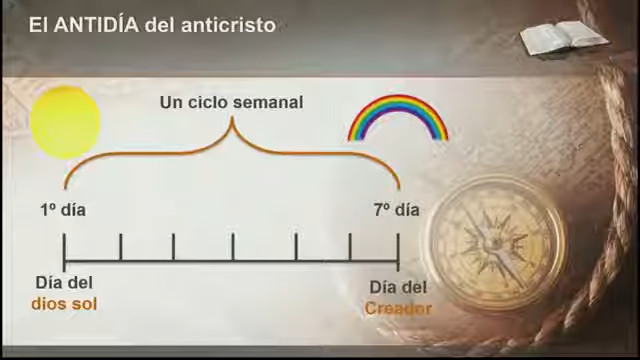 El ANTIDÍA del anticristo
Un ciclo semanal
1º día
7º día
Día del
dios sol
Día del
Creador